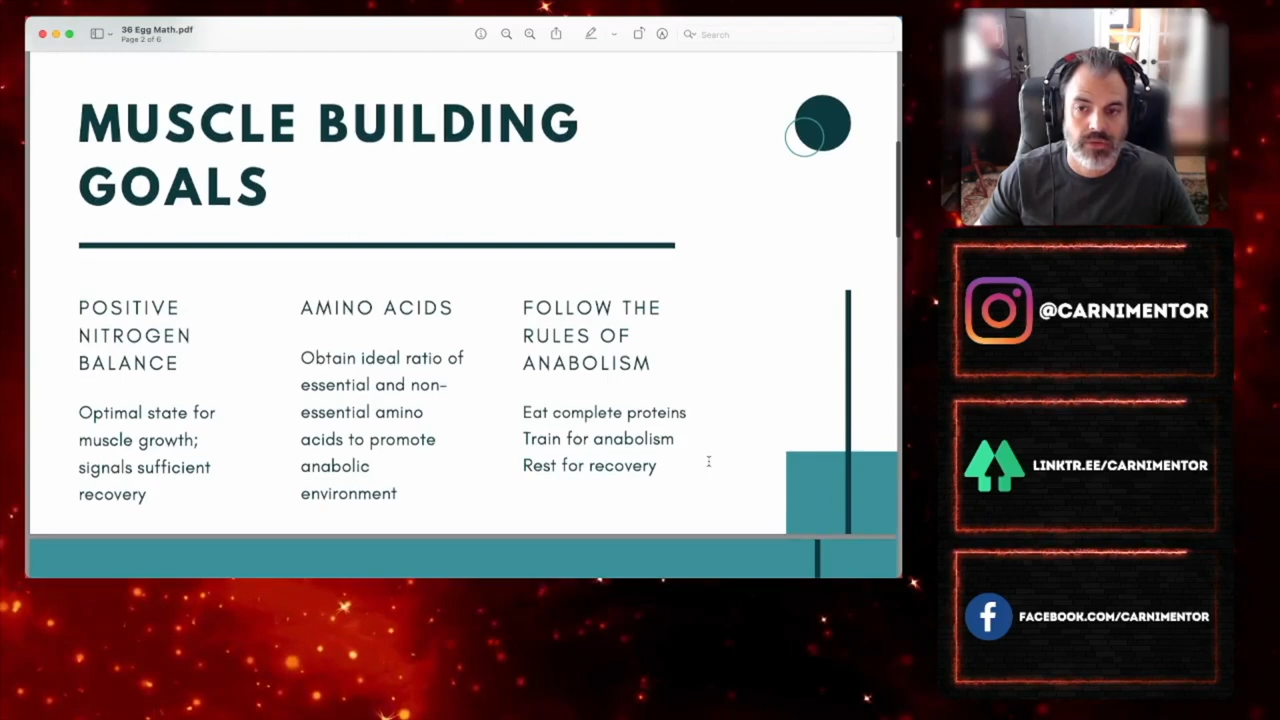 36 Egg Math.pdf
Page 2 of 6
Search
MUSCLE BUILDING
GOALS
POSITIVE
NITROGEN
BALANCE
Optimal state for
muscle growth;
signals sufficient
recovery
AMINO ACIDS
Obtain ideal ratio of
essential and non-
essential amino
acids to promote
anabolic
environment
FOLLOW THE
RULES OF
ANABOLISM
Eat complete proteins
Train for anabolism
Rest for recovery
@CARNIMENTOR
LINKTR.EE/CARNIMENTOR
FACEBOOK.COM/CARNIMENTOR